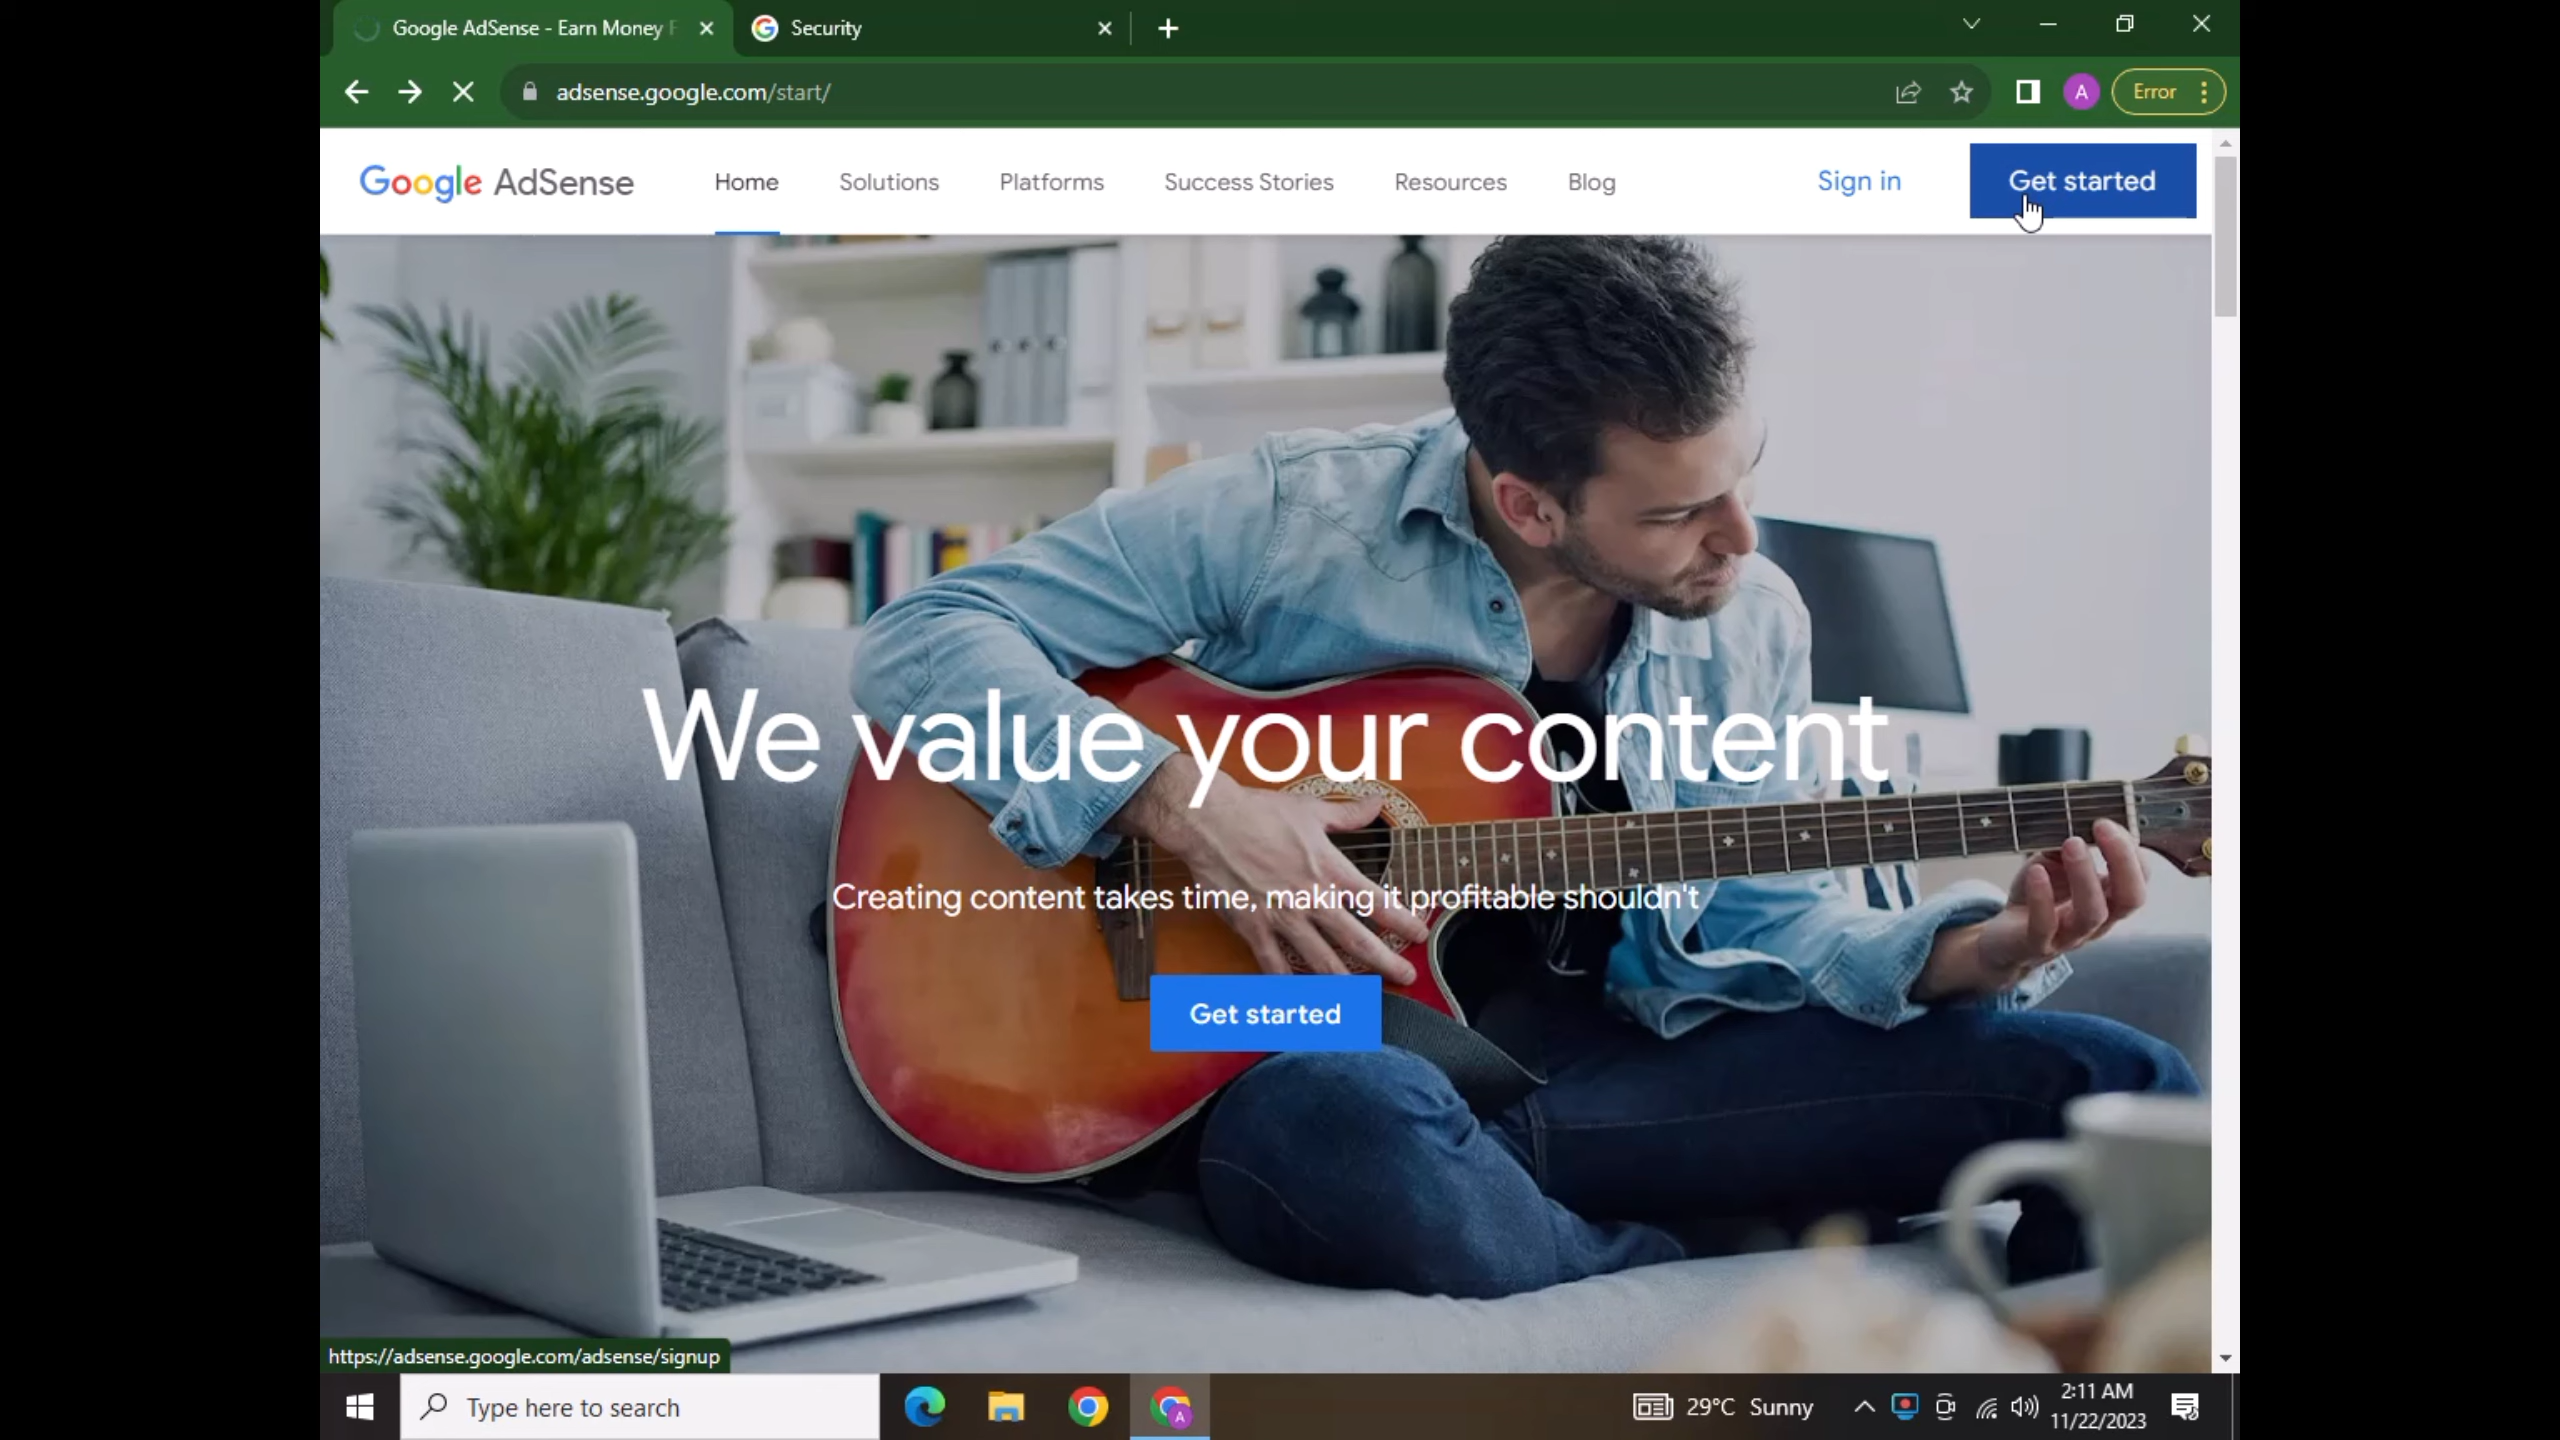 Google AdSense - Earn Money F
Security
adsense.google.com/start/
A
Error
Google AdSense
Home
Solutions
Platforms
Success Stories
Resources
Blog
Sign in
Get started
We value your content
Creating content takes time, making it profitable shouldn't
Get started
https://adsense.google.com/adsense/signup
Type here to search
A
29°C Sunny
2:11 AM
11/22/2023